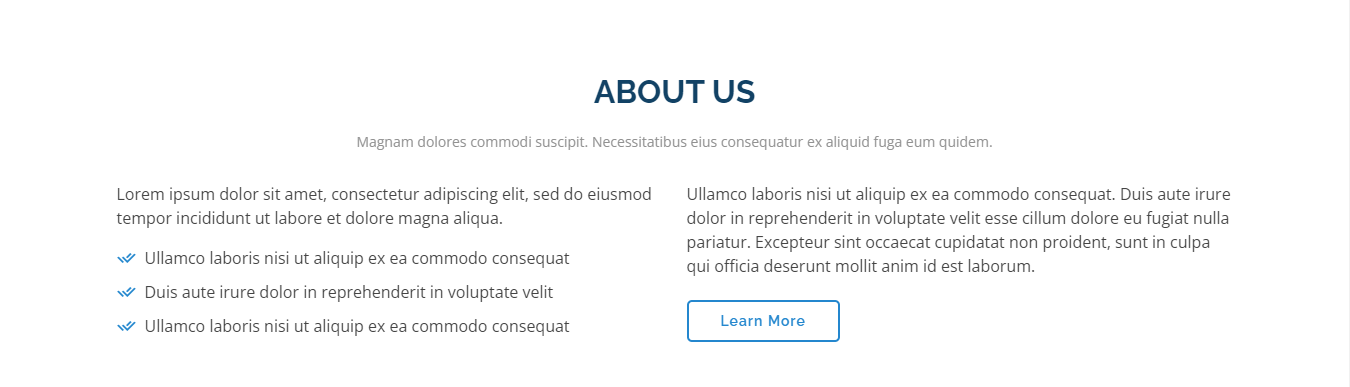 ABOUT US
Magnam dolores commodi suscipit. Necessitatibus eius consequatur ex aliquid fuga eum quidem.
Lorem ipsum dolor sit amet, consectetur adipiscing elit, sed do eiusmod
tempor incididunt ut labore et dolore magna aliqua.
Ullamco laboris nisi ut aliquip ex ea commodo consequat
Duis aute irure dolor in reprehenderit in voluptate velit
Ullamco laboris nisi ut aliquip ex ea commodo consequat
Ullamco laboris nisi ut aliquip ex ea commodo consequat. Duis aute irure
dolor in reprehenderit in voluptate velit esse cillum dolore eu fugiat nulla
pariatur. Excepteur sint occaecat cupidatat non proident, sunt in culpa
qui officia deserunt mollit anim id est laborum.
Learn More